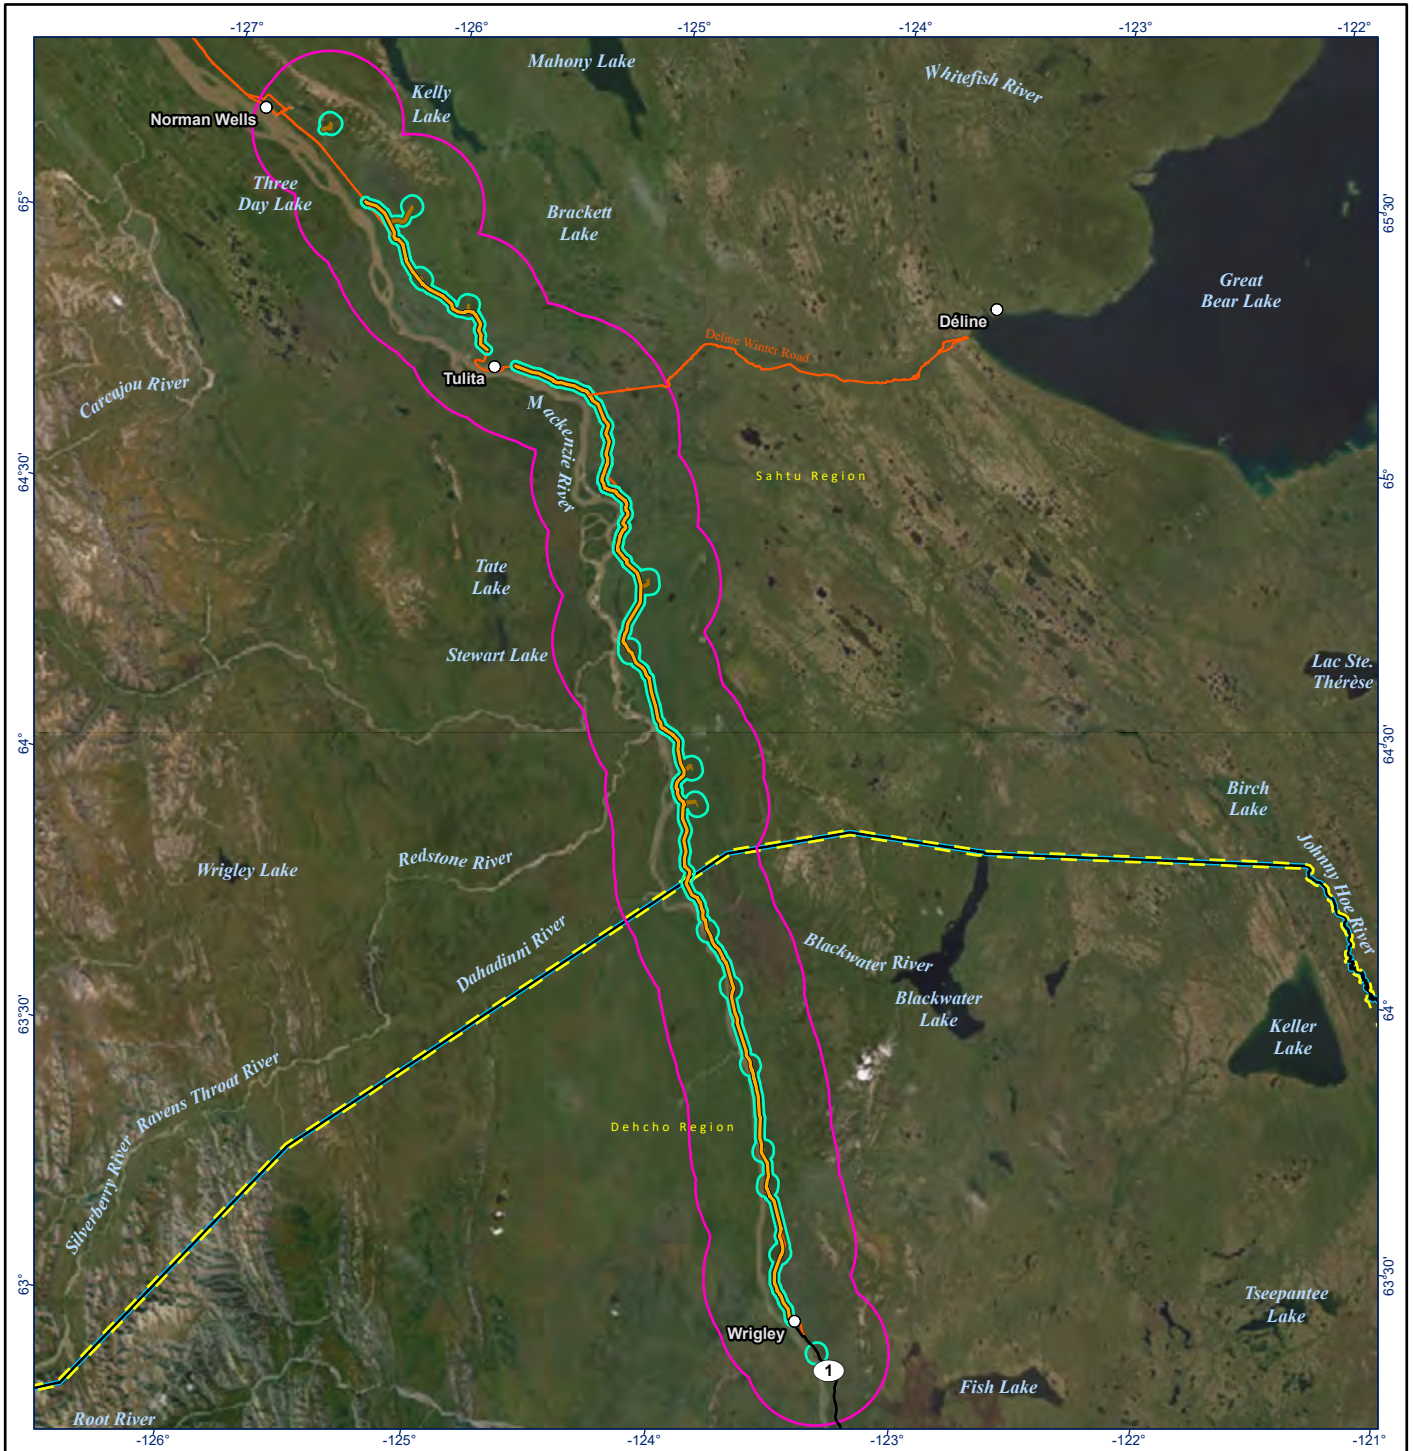 -127°
-126°
-125°
-124°
-123°
-122°
Mahony Lake
Whitefish River
Kelly
Lake
Norman Wells
Three
Day Lake
65°
65°30'
Brackett
Lake
Great
Bear Lake
Déline
Deline Winter Road
Tulita
Carcajou River
Mackenzie River
64°30'
Sahtu Region
65°
Tate
Lake
Stewart Lake
Lac Ste.
Thérèse
64°
64°30'
Birch
Lake
Johnny Hoe River
Redstone River
Wrigley Lake
Dahadinni River
Blackwater River
Blackwater
Lake
63°30'
64°
Keller
Lake
Ravens Throat River
Silverberry River
Dehcho Region
63°
63°30'
Tseepantee
Lake
Wrigley
1
Fish Lake
Root River
-126°
-125°
-124°
-123°
-122°
-121°